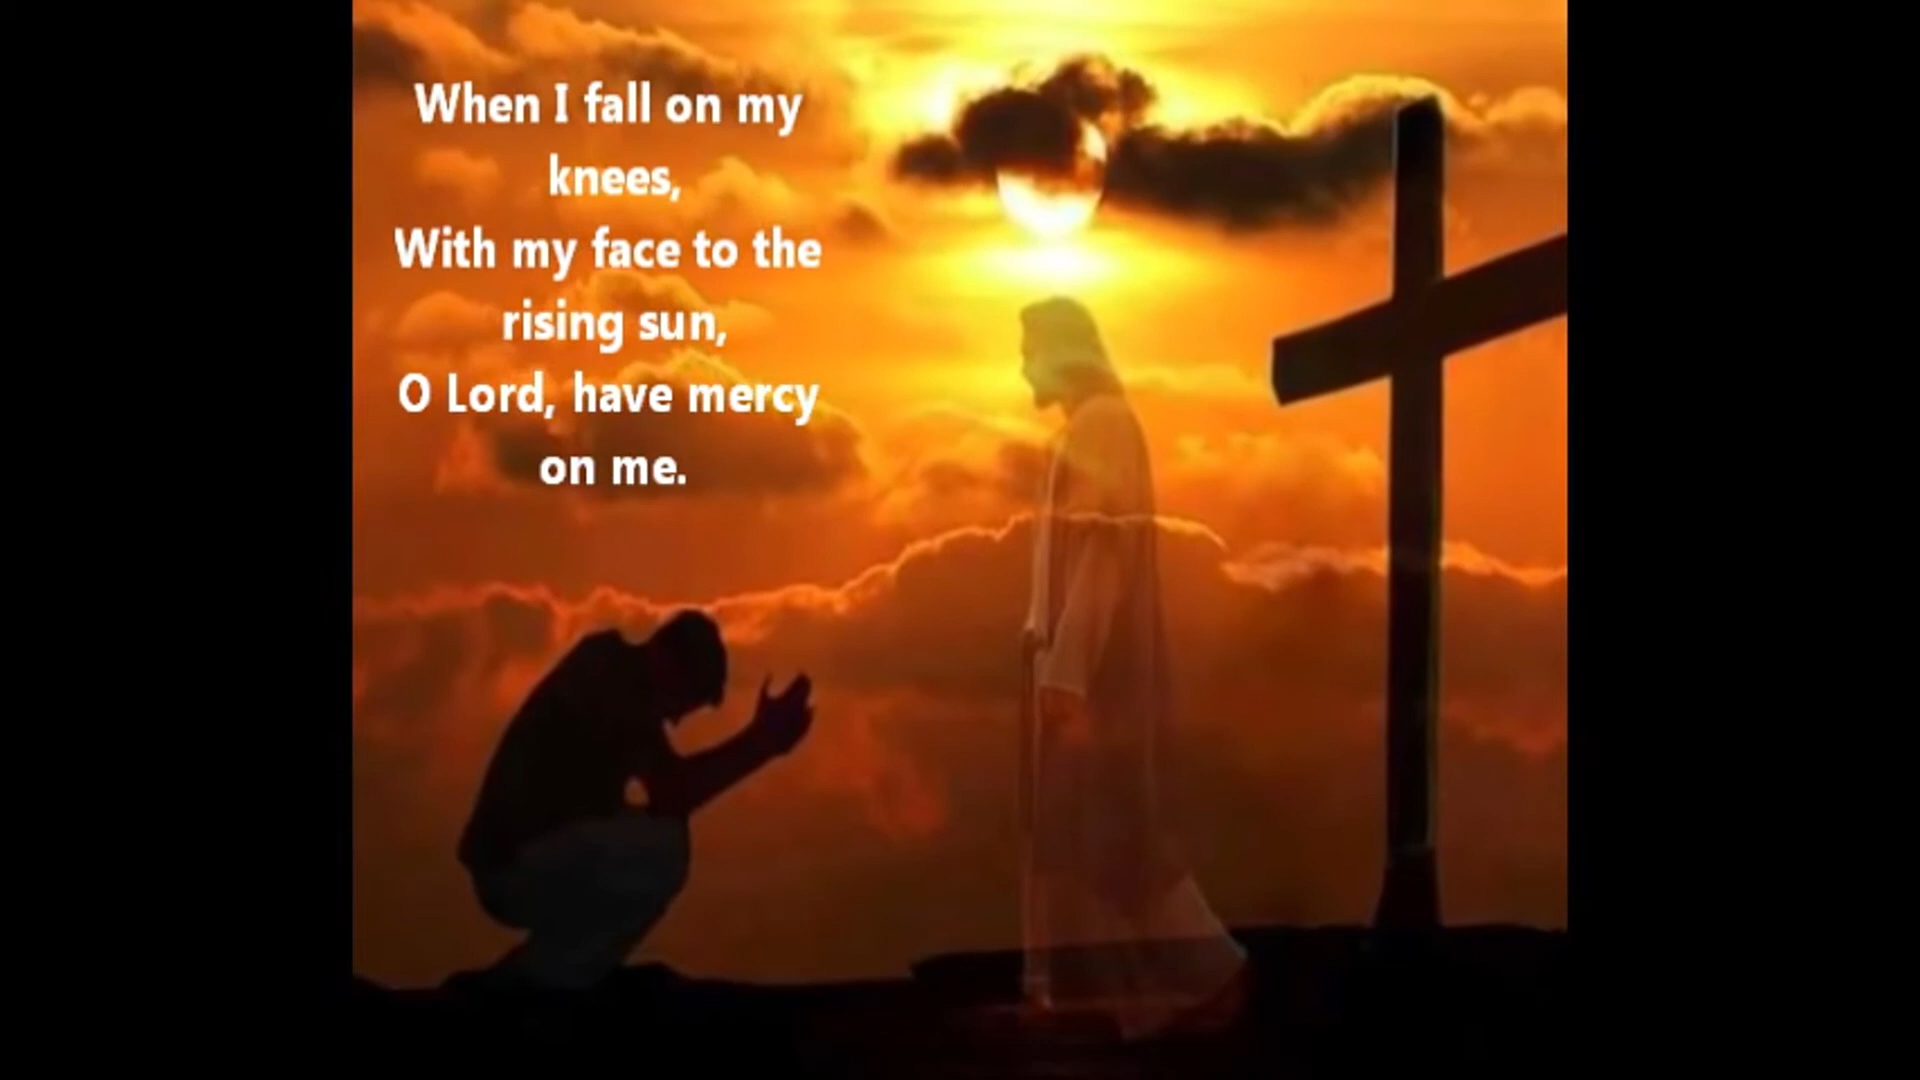 When I fall on my
knees,
With my face to the
rising sun,
O Lord, have mercy
on me.